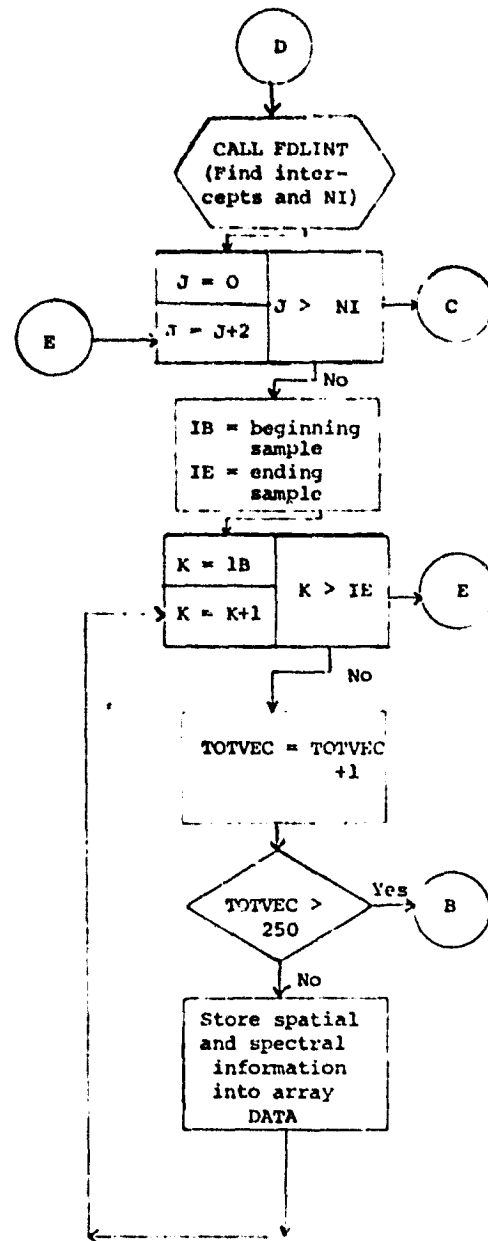 D
CALL FDLINT
(Find inter-
cepts and NI)
J = 0
J = J+2
J > NI
C
E
No
IB = beginning
sample
IE = ending
sample
K = IB
K = K+1
K > IE
E
No
TOTVEC = TOTVEC
+1
TOTVEC >
250
Yes
B
No
Store spatial
and spectral
information
into array
DATA